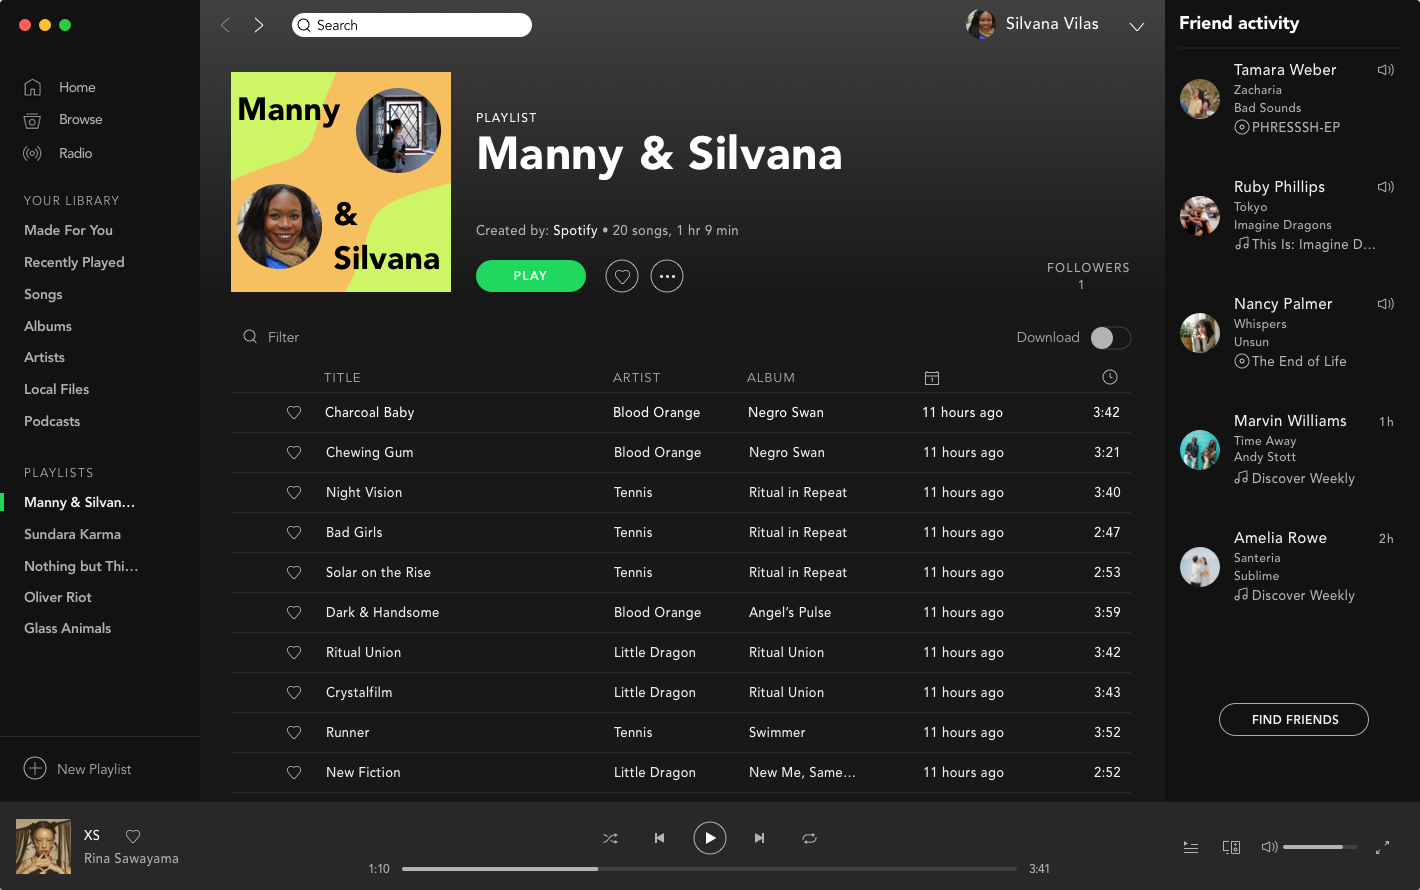 Home
Browse
Radio
YOUR LIBRARY
Made For You
Recently Played
Songs
Albums
Artists
Local Files
Podcasts
PLAYLISTS
Manny & Silvan...
Sundara Karma
Nothing but Thi...
Oliver Riot
Glass Animals
New Playlist
Search
Silvana Vilas
Manny
&
Silvana
PLAYLIST
Manny & Silvana
Created by: Spotify • 20 songs, 1 hr 9 min
PLAY
FOLLOWERS
1
Filter
Download
TITLE ARTIST ALBUM
Charcoal Baby Blood Orange Negro Swan 11 hours ago 3:42
Chewing Gum Blood Orange Negro Swan 11 hours ago 3:21
Night Vision Tennis Ritual in Repeat 11 hours ago 3:40
Bad Girls Tennis Ritual in Repeat 11 hours ago 2:47
Solar on the Rise Tennis Ritual in Repeat 11 hours ago 2:53
Dark & Handsome Blood Orange Angel’s Pulse 11 hours ago 3:59
Ritual Union Little Dragon Ritual Union 11 hours ago 3:42
Crystalfilm Little Dragon Ritual Union 11 hours ago 3:43
Runner Tennis Swimmer 11 hours ago 3:52
New Fiction Little Dragon New Me, Same... 11 hours ago 2:52
Friend activity
Tamara Weber
Zacharia
Bad Sounds
PHRESSSH-EP
Ruby Phillips
Tokyo
Imagine Dragons
This Is: Imagine D...
Nancy Palmer
Whispers
Unsun
The End of Life
Marvin Williams 1h
Time Away
Andy Stott
Discover Weekly
Amelia Rowe 2h
Santeria
Sublime
Discover Weekly
FIND FRIENDS
XS
Rina Sawayama
1:10
3:41